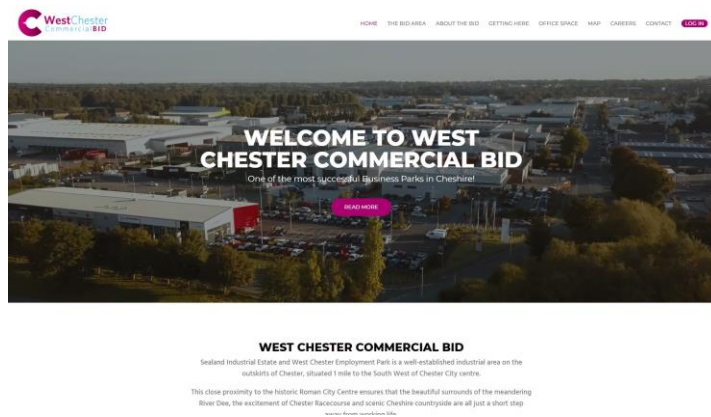 WestChester
CommercialBID
HOME THE BID AREA ABOUT THE BID GETTING HERE OFFICE SPACE MAP CAREERS CONTACT LOG IN
WELCOME TO WEST
CHESTER COMMERCIAL BID
One of the most successful Business Parks in Cheshire!
READ MORE
WEST CHESTER COMMERCIAL BID
Sealand Industrial Estate and West Chester Employment Park is a well-established industrial area on the
outskirts of Chester, situated 1 mile to the South West of Chester City centre.
This close proximity to the historic Roman City Centre ensures that the beautiful surrounds of the meandering
River Dee, the excitement of Chester Racecourse and scenic Cheshire countryside are all just a short step
away from working life.